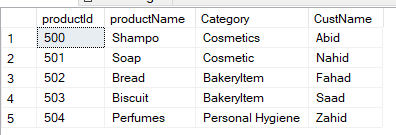 productId productName Category CustName
1 500 Shampo Cosmetics Abid
2 501 Soap Cosmetic Nahid
3 502 Bread BakeryItem Fahad
4 503 Biscuit BakeryItem Saad
5 504 Perfumes Personal Hygiene Zahid